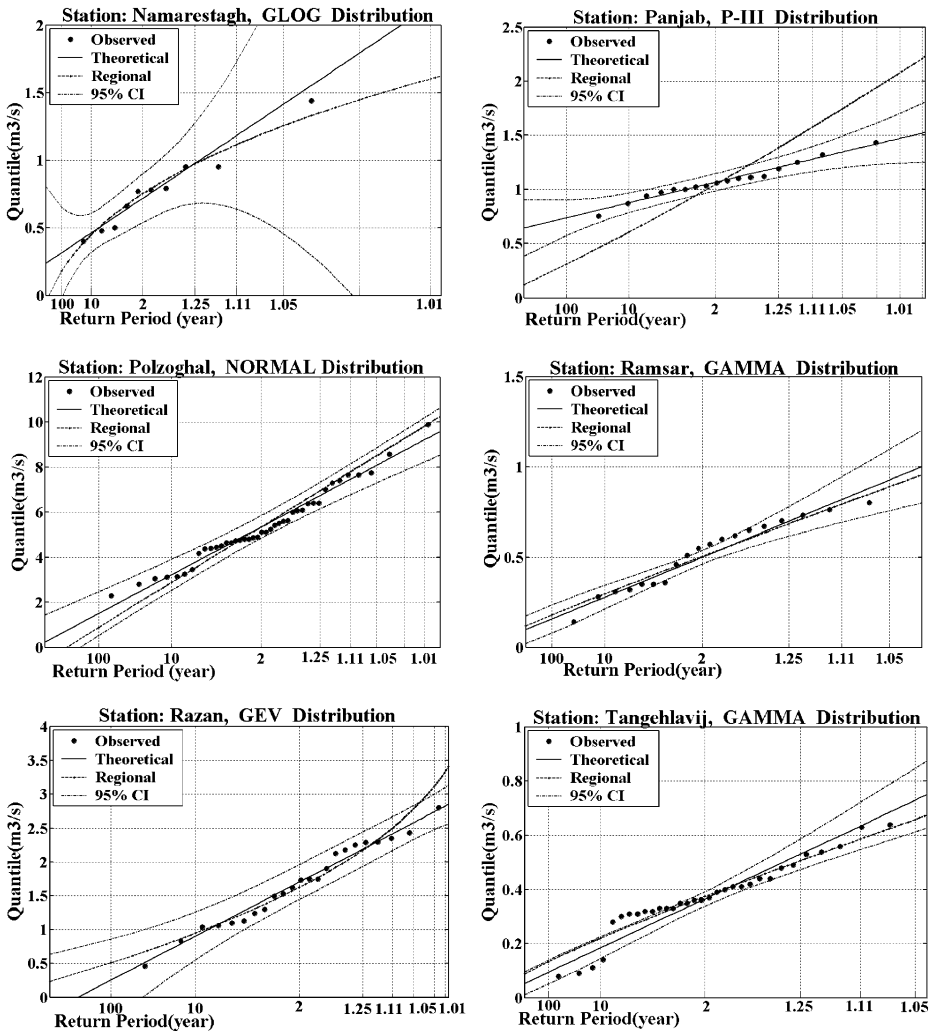 Station: Namarestagh, GLOG Distribution
Quantile(m3/s)
2
1.5
1
0.5
0
Observed
Theoretical
Regional
95% CI
100 10 2 1.25 1.11 1.05 1.01
Return Period (year)
Station: Panjab, P-III Distribution
Quantile(m3/s)
2.5
2
1.5
1
0.5
0
Observed
Theoretical
Regional
95% CI
100 10 2 1.25 1.11 1.05 1.01
Return Period(year)
Station: Polzoghal, NORMAL Distribution
Quantile(m3/s)
12
10
8
6
4
2
0
Observed
Theoretical
Regional
95% CI
100 10 2 1.25 1.11 1.05 1.01
Return Period(year)
Station: Ramsar, GAMMA Distribution
Quantile(m3/s)
1.5
1
0.5
0
Observed
Theoretical
Regional
95% CI
100 10 2 1.25 1.11 1.05
Return Period(year)
Station: Razan, GEV Distribution
Quantile(m3/s)
4
3.5
3
2.5
2
1.5
1
0.5
0
Observed
Theoretical
Regional
95% CI
100 10 2 1.25 1.11 1.05 1.01
Return Period(year)
Station: Tangehlavij, GAMMA Distribution
Quantile(m3/s)
1
0.8
0.6
0.4
0.2
0
Observed
Theoretical
Regional
95% CI
100 10 2 1.25 1.11 1.05
Return Period(year)